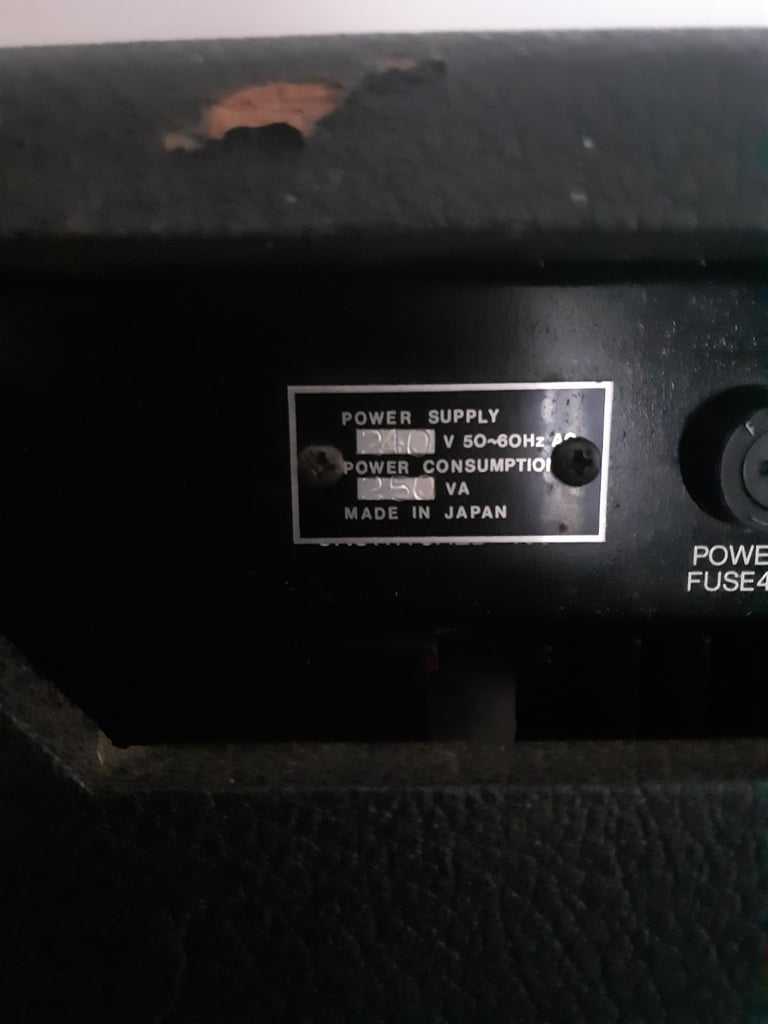 POWER SUPPLY
240 V 50~60Hz AC
POWER CONSUMPTION
250 VA
MADE IN JAPAN
POWE
FUSE4